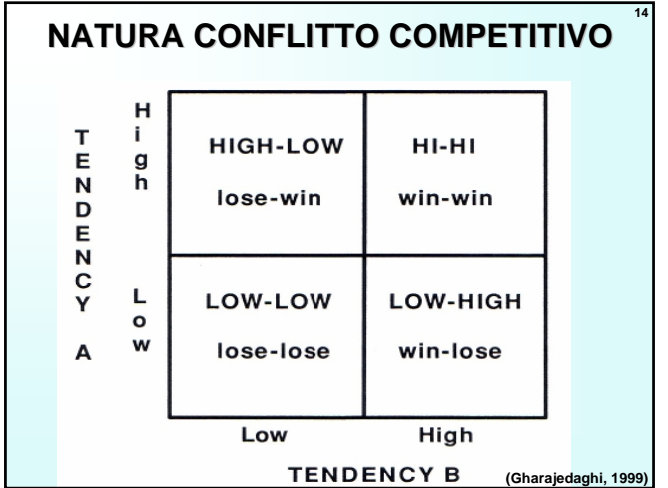 14
NATURA CONFLITTO COMPETITIVO
TENDENCY A
High
HIGH-LOW
lose-win
HI-HI
win-win
Low
LOW-LOW
lose-lose
LOW-HIGH
win-lose
Low High
TENDENCY B
(Gharajedaghi, 1999)